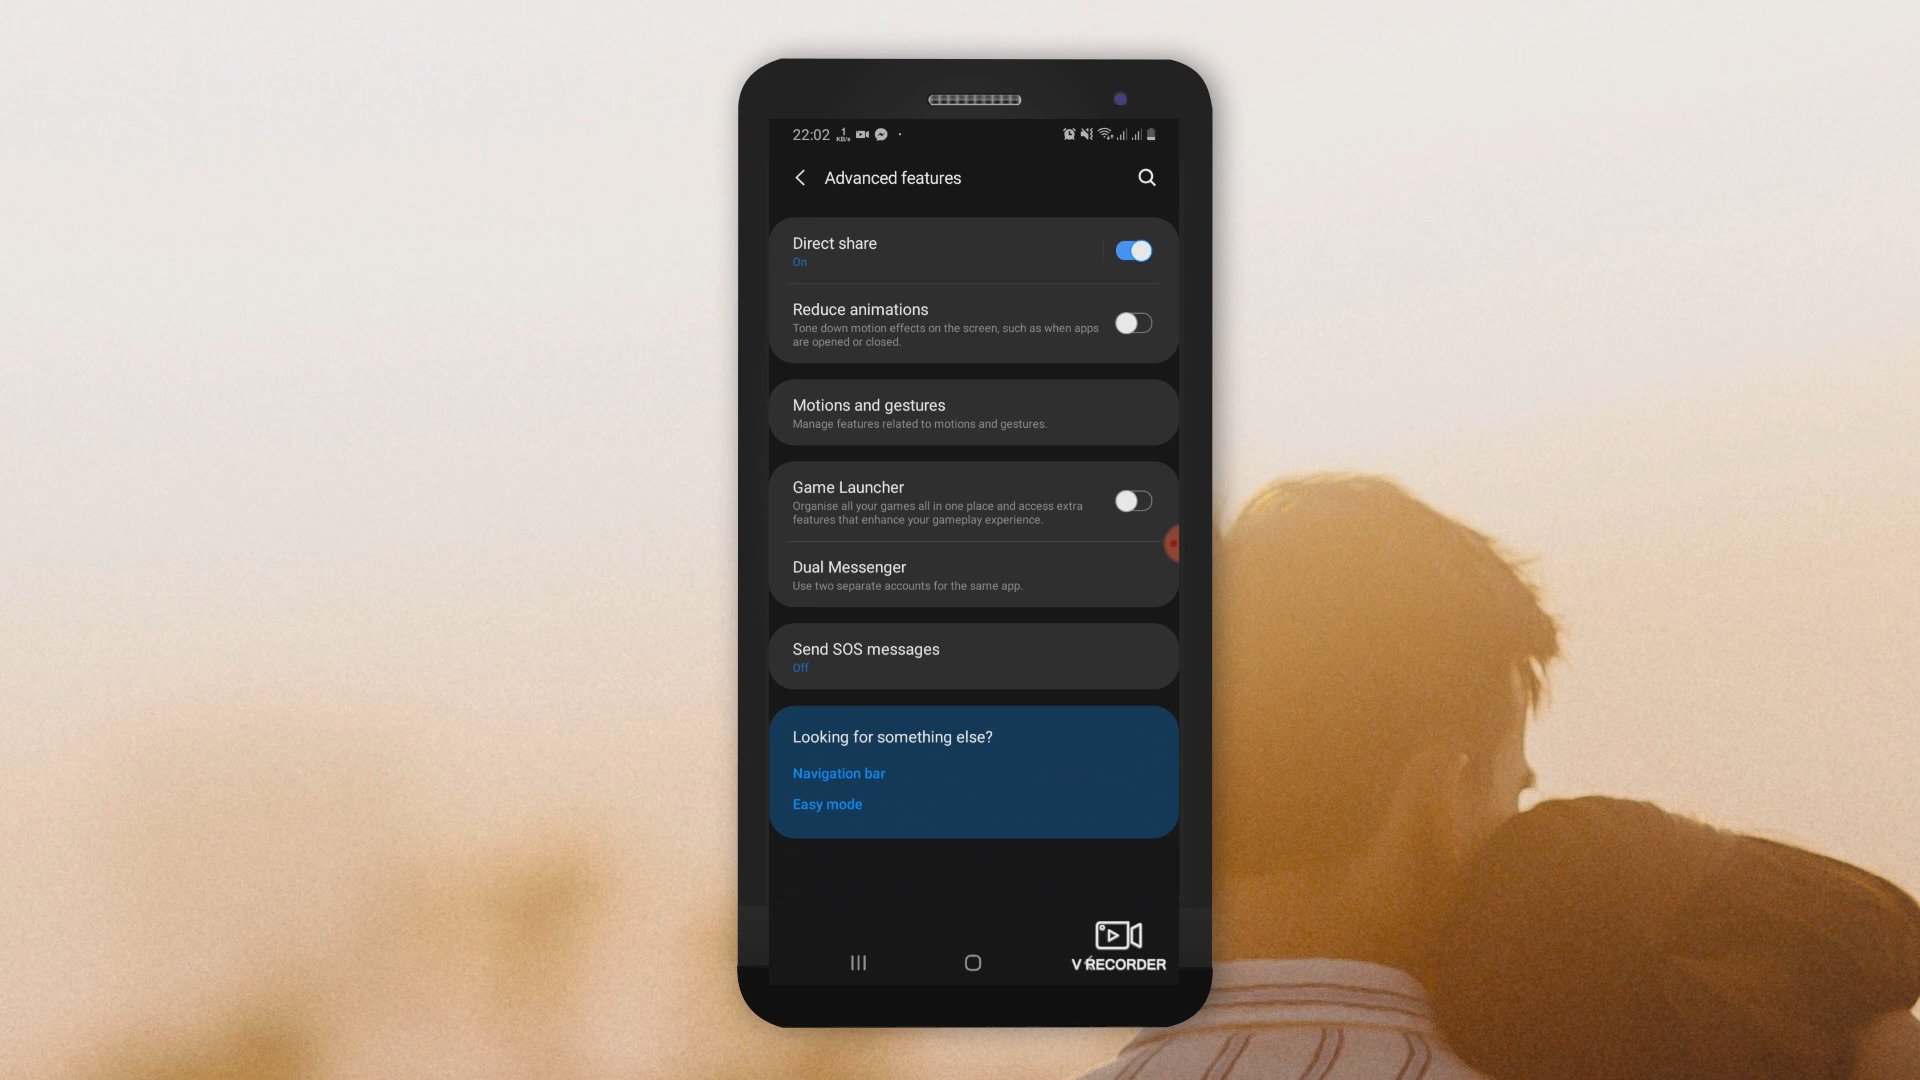 22:02 1 KB/s
Advanced features
Direct share
On
Reduce animations
Tone down motion effects on the screen, such as when apps
are opened or closed.
Motions and gestures
Manage features related to motions and gestures.
Game Launcher
Organise all your games all in one place and access extra
features that enhance your gameplay experience.
Dual Messenger
Use two separate accounts for the same app.
Send SOS messages
Off
Looking for something else?
Navigation bar
Easy mode
V RECORDER